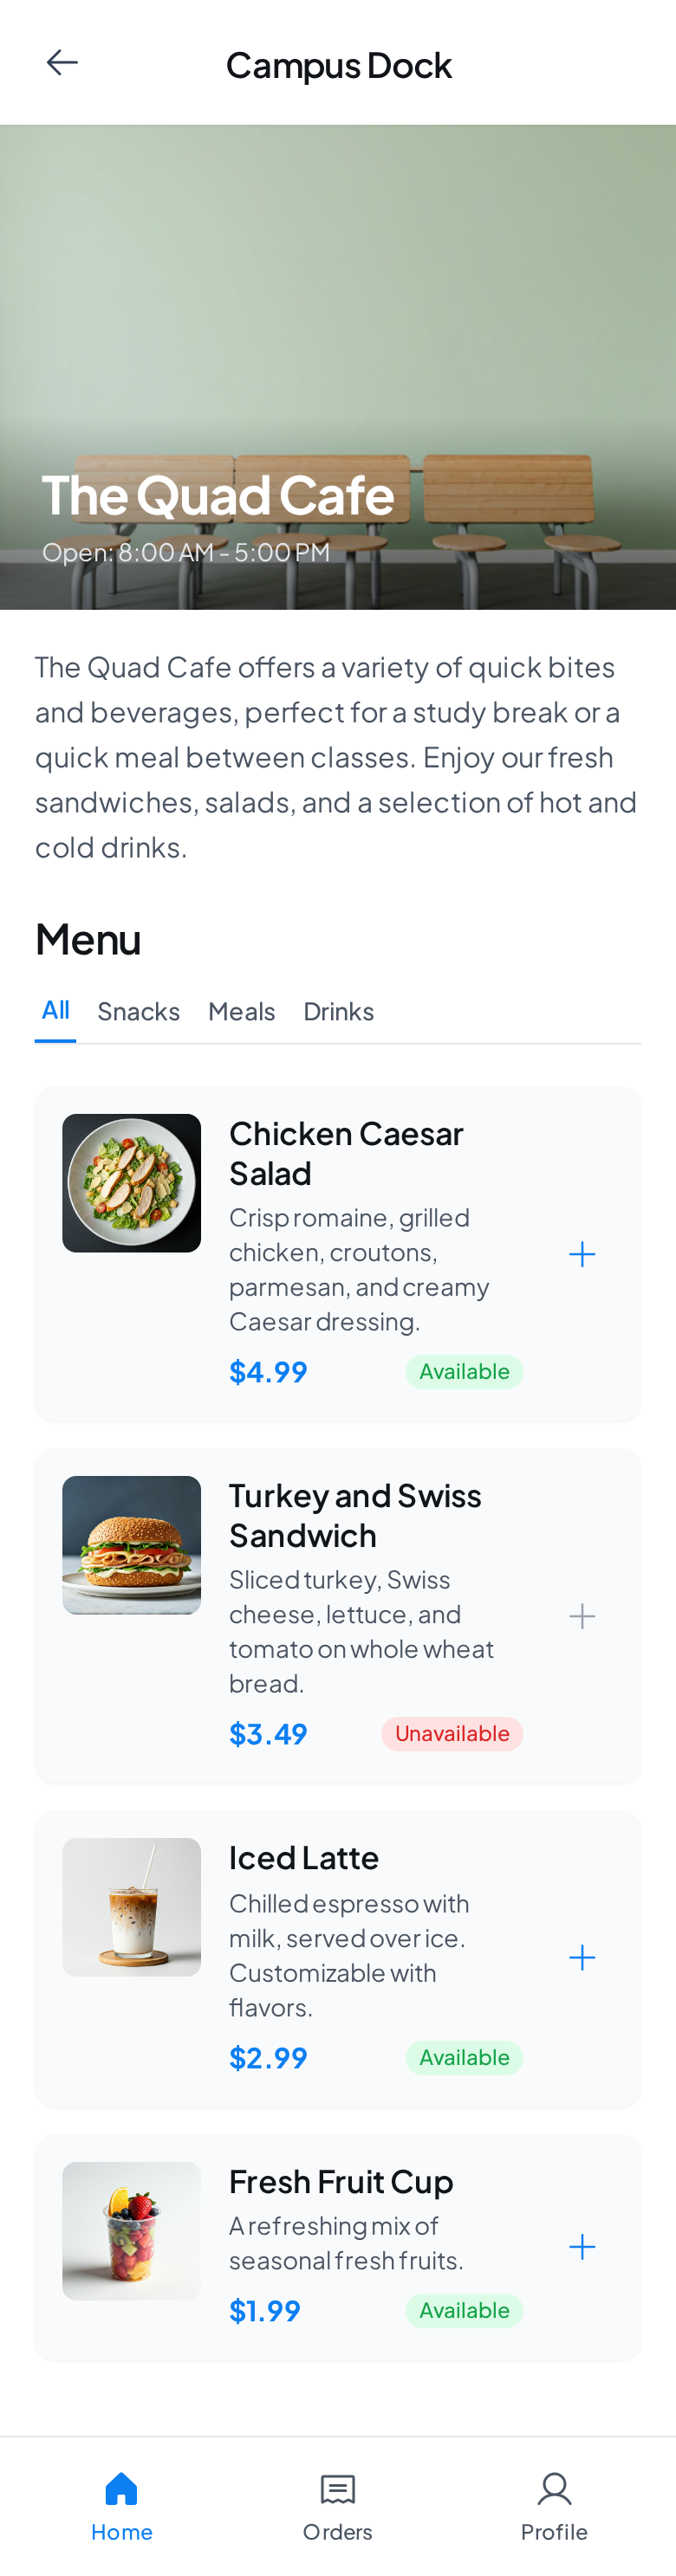 Campus Dock
The Quad Cafe
Open: 8:00 AM - 5:00 PM
The Quad Cafe offers a variety of quick bites
and beverages, perfect for a study break or a
quick meal between classes. Enjoy our fresh
sandwiches, salads, and a selection of hot and
cold drinks.
Menu
All Snacks Meals Drinks
Chicken Caesar
Salad
Crisp romaine, grilled
chicken, croutons,
parmesan, and creamy
Caesar dressing.
$4.99 Available
Turkey and Swiss
Sandwich
Sliced turkey, Swiss
cheese, lettuce, and
tomato on whole wheat
bread.
$3.49 Unavailable
Iced Latte
Chilled espresso with
milk, served over ice.
Customizable with
flavors.
$2.99 Available
Fresh Fruit Cup
A refreshing mix of
seasonal fresh fruits.
$1.99 Available
Home Orders Profile